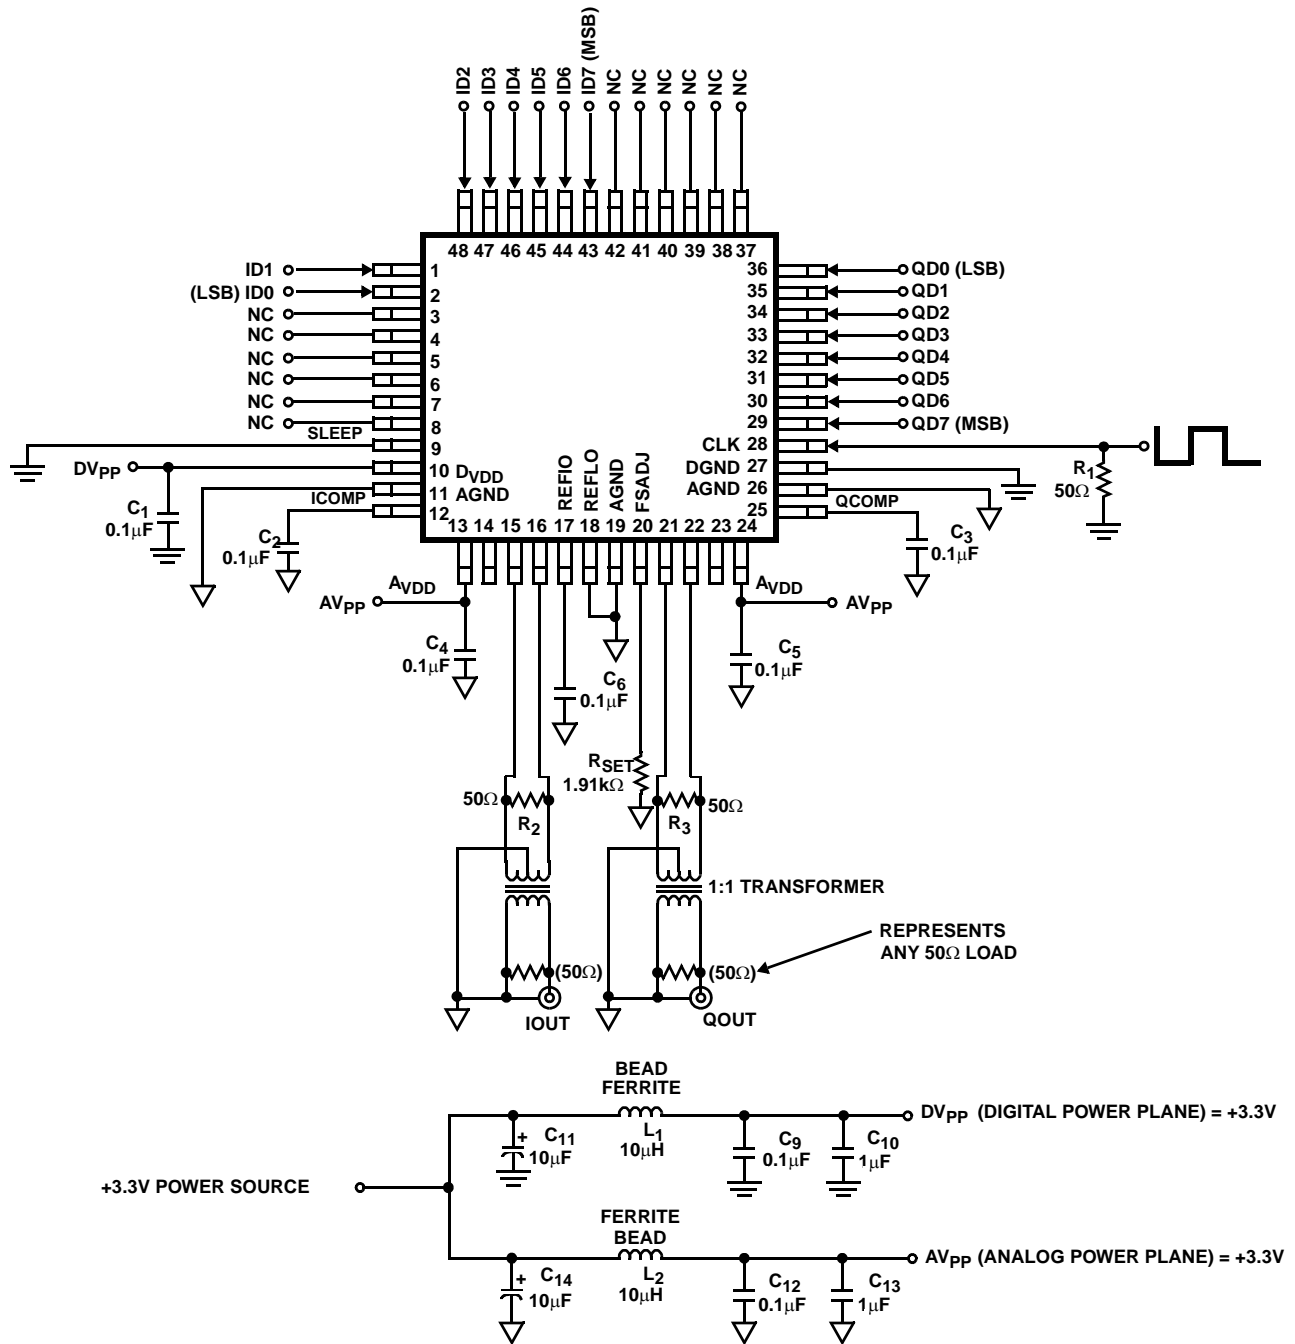 ID2
ID3
ID4
ID5
ID6
ID7 (MSB)
NC
NC
NC
NC
NC
NC
48 47 46 45 44 43 42 41 40 39 38 37
ID1
(LSB) ID0
NC
NC
NC
NC
NC
NC
SLEEP
DVPP
ICOMP
1
2
3
4
5
6
7
8
9
10 DVDD
11 AGND
12
36
35
34
33
32
31
30
29
CLK 28
DGND 27
AGND 26
25
QD0 (LSB)
QD1
QD2
QD3
QD4
QD5
QD6
QD7 (MSB)
QCOMP
R1
50Ω
REFIO
REFLO
AGND
FSADJ
13 14 15 16 17 18 19 20 21 22 23 24
C1
0.1μF
C2
0.1μF
C3
0.1μF
AVPP
AVDD
AVDD
AVPP
C4
0.1μF
C6
0.1μF
C5
0.1μF
RSET
1.91kΩ
50Ω
R2
R3
50Ω
1:1 TRANSFORMER
REPRESENTS
ANY 50Ω LOAD
(50Ω)
(50Ω)
IOUT
QOUT
BEAD
FERRITE
L1
10μH
C11
+
10μF
C9
0.1μF
C10
1μF
DVPP (DIGITAL POWER PLANE) = +3.3V
+3.3V POWER SOURCE
FERRITE
BEAD
L2
10μH
C14
+
10μF
C12
0.1μF
C13
1μF
AVPP (ANALOG POWER PLANE) = +3.3V